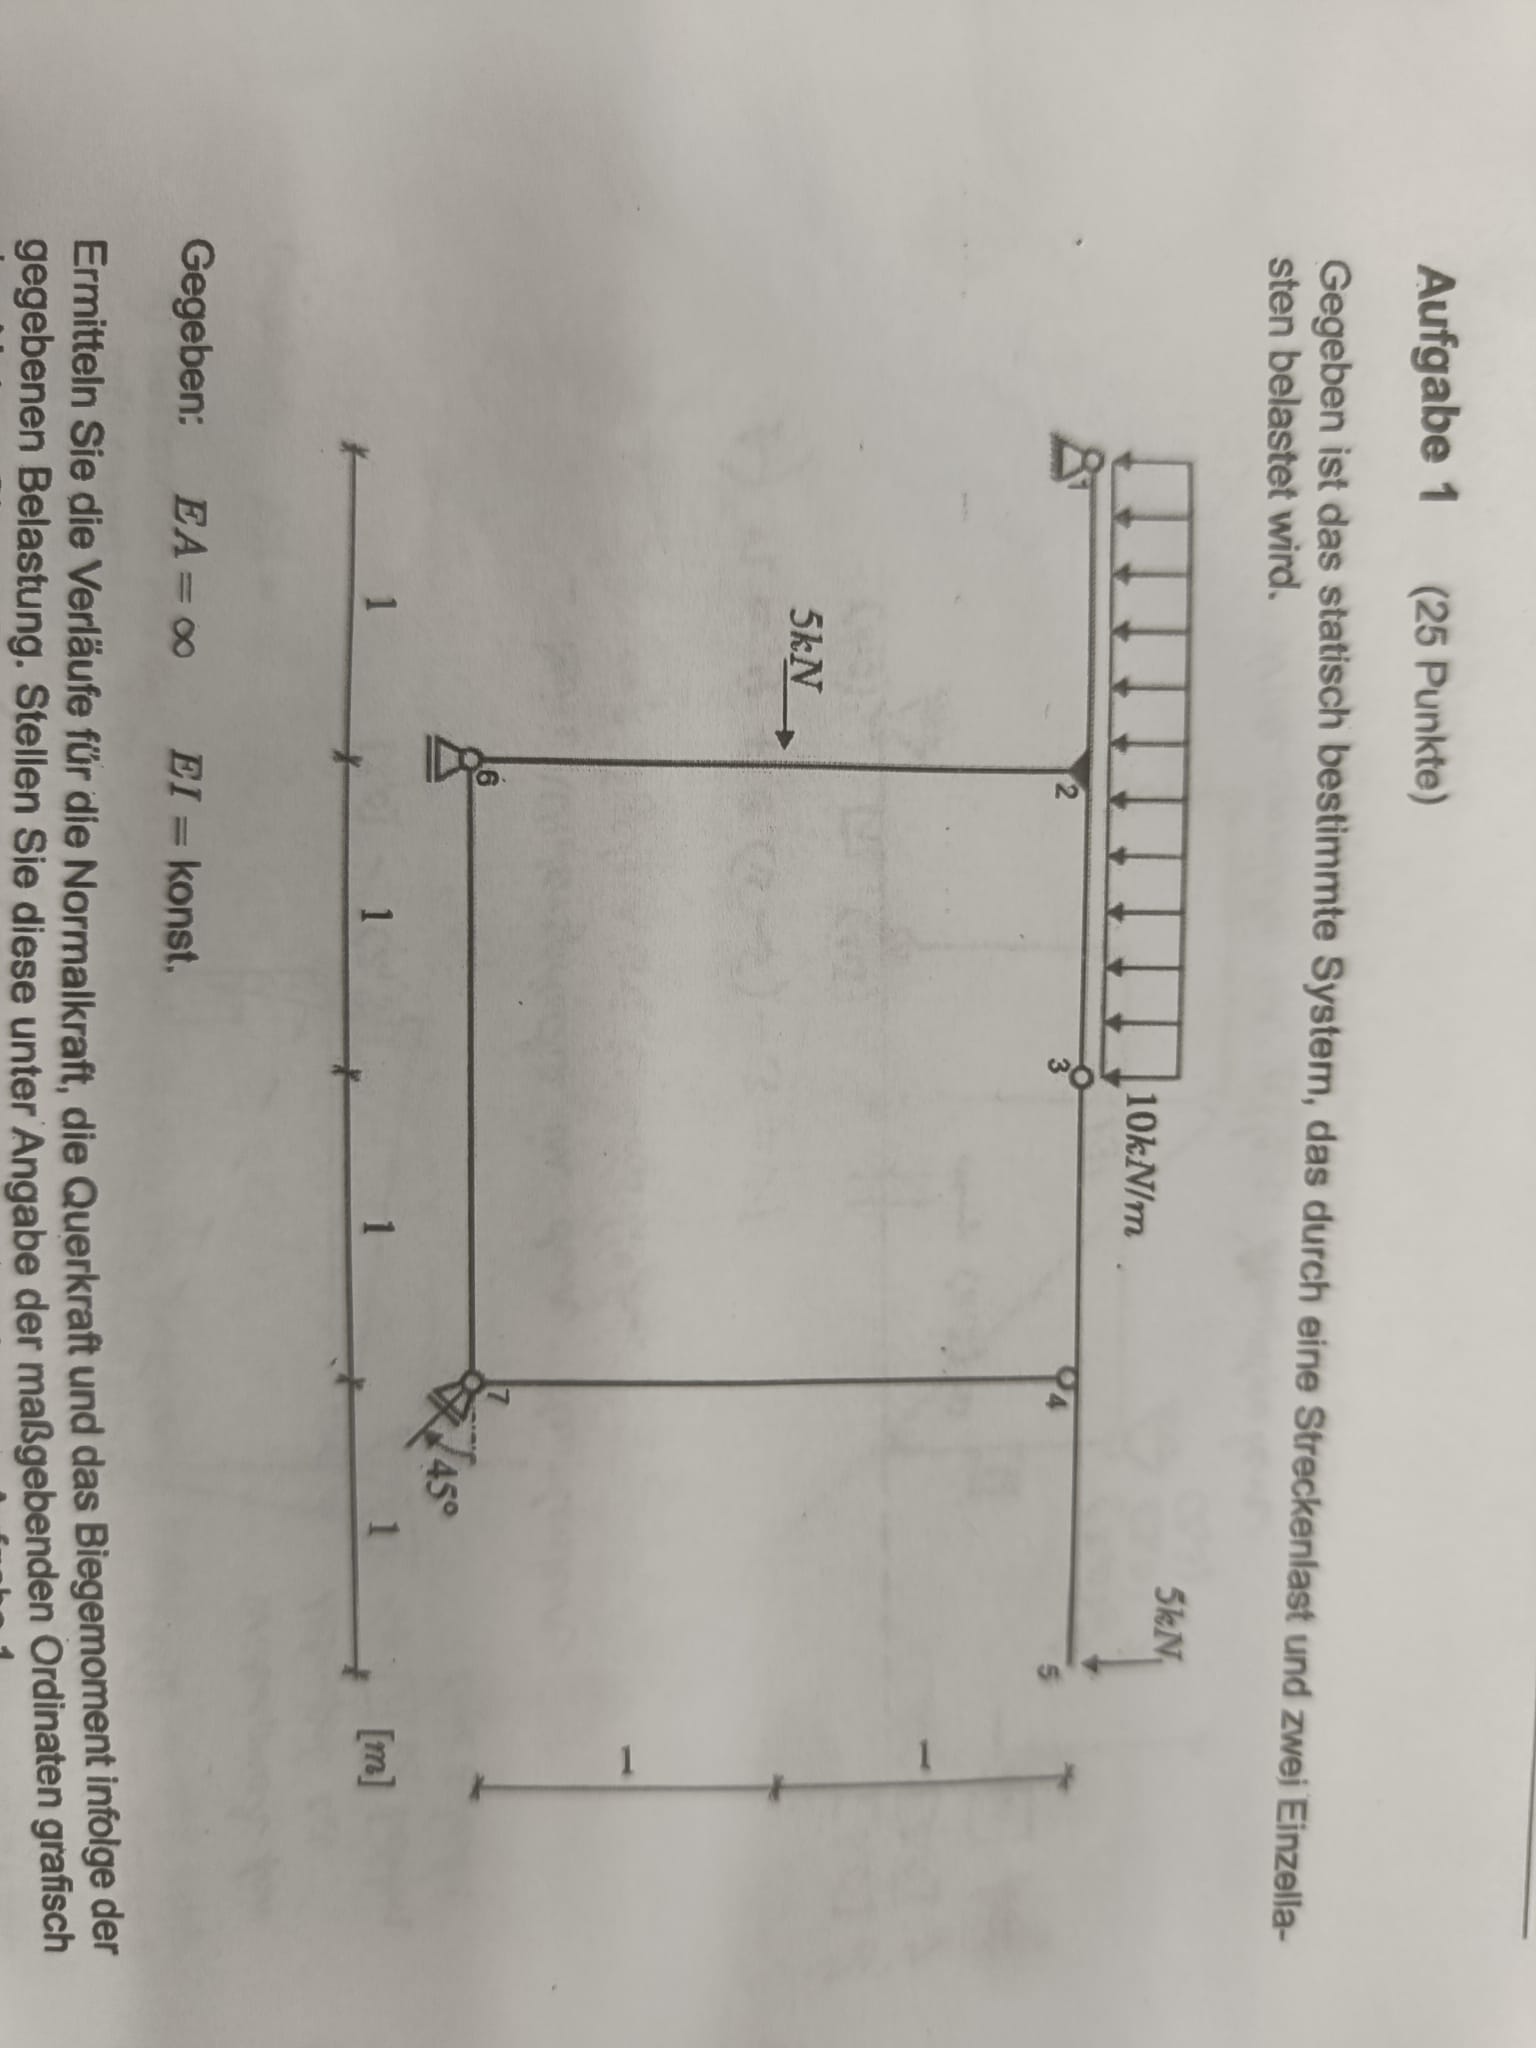 Aufgabe 1 (25 Punkte)
Gegeben ist das statisch bestimmte System, das durch eine Streckenlast und zwei Einzella-
sten belastet wird.
10kN/m
5kN
1
2
3
4
5
5kN
6
7
45°
1
1
1
1
1
1
[m]
Gegeben: EA = ∞ EI = konst.
Ermitteln Sie die Verläufe für die Normalkraft, die Querkraft und das Biegemoment infolge der
gegebenen Belastung. Stellen Sie diese unter Angabe der maßgebenden Ordinaten grafisch